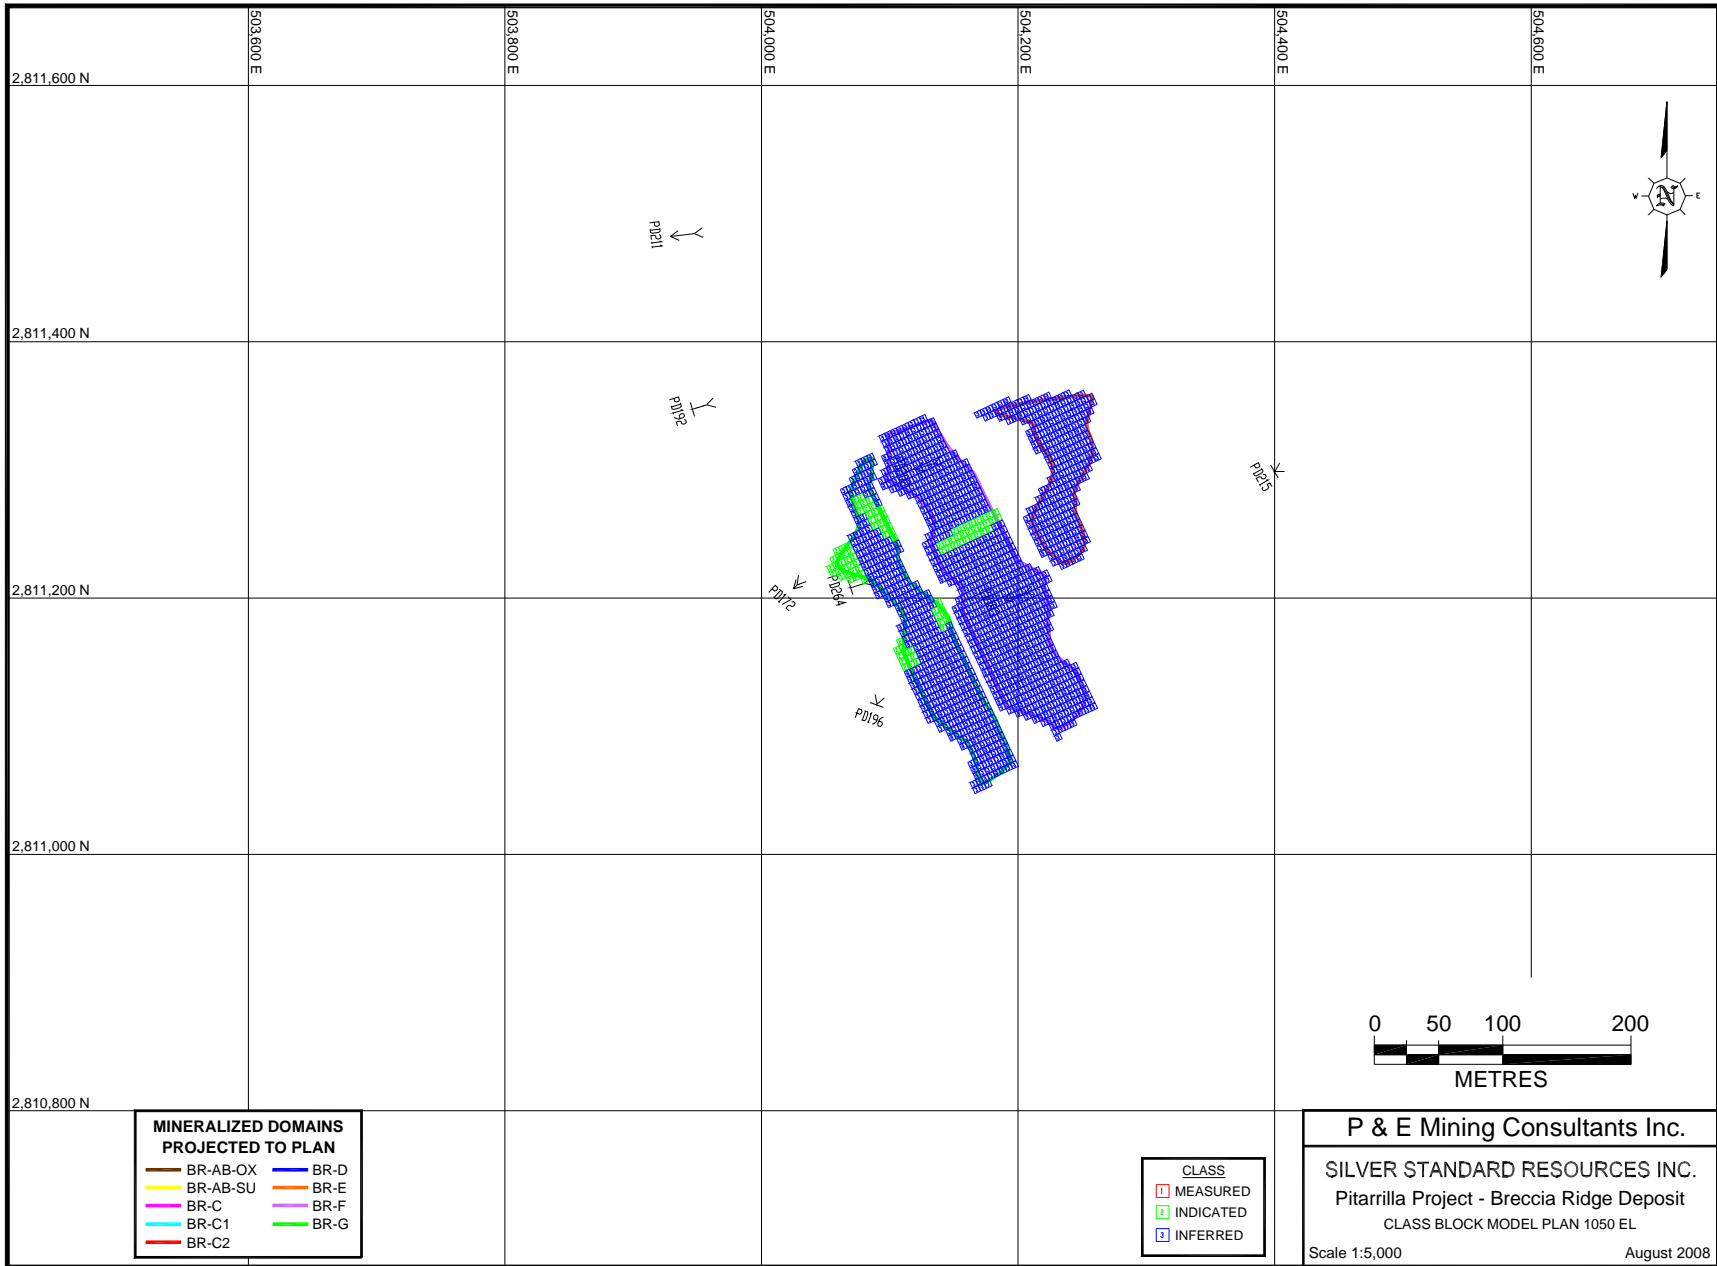 503,600 E
503,800 E
504,000 E
504,200 E
504,400 E
504,600 E
2,811,600 N
W
N
E
PD211
2,811,400 N
PD192
PD215
PD172
PD264
2,811,200 N
PD196
2,811,000 N
0 50 100 200
METRES
2,810,800 N
MINERALIZED DOMAINS
PROJECTED TO PLAN
BR-AB-OX BR-D
BR-AB-SU BR-E
BR-C BR-F
BR-C1 BR-G
BR-C2
CLASS
1 MEASURED
2 INDICATED
3 INFERRED
P & E Mining Consultants Inc.
SILVER STANDARD RESOURCES INC.
Pitarrilla Project - Breccia Ridge Deposit
CLASS BLOCK MODEL PLAN 1050 EL
Scale 1:5,000 August 2008